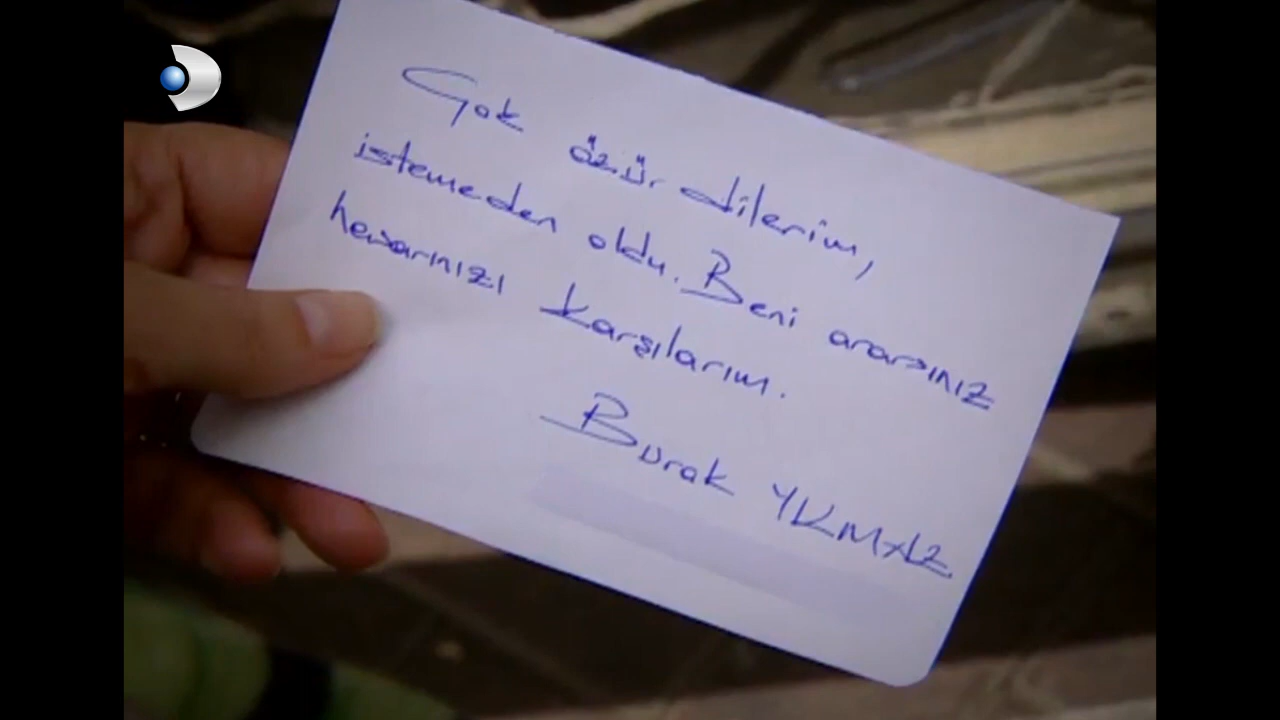 Çok özür dilerim,
istemeden oldu. Beni ararsınız
hasarınızı karşılarım.
Burak YILMAZ